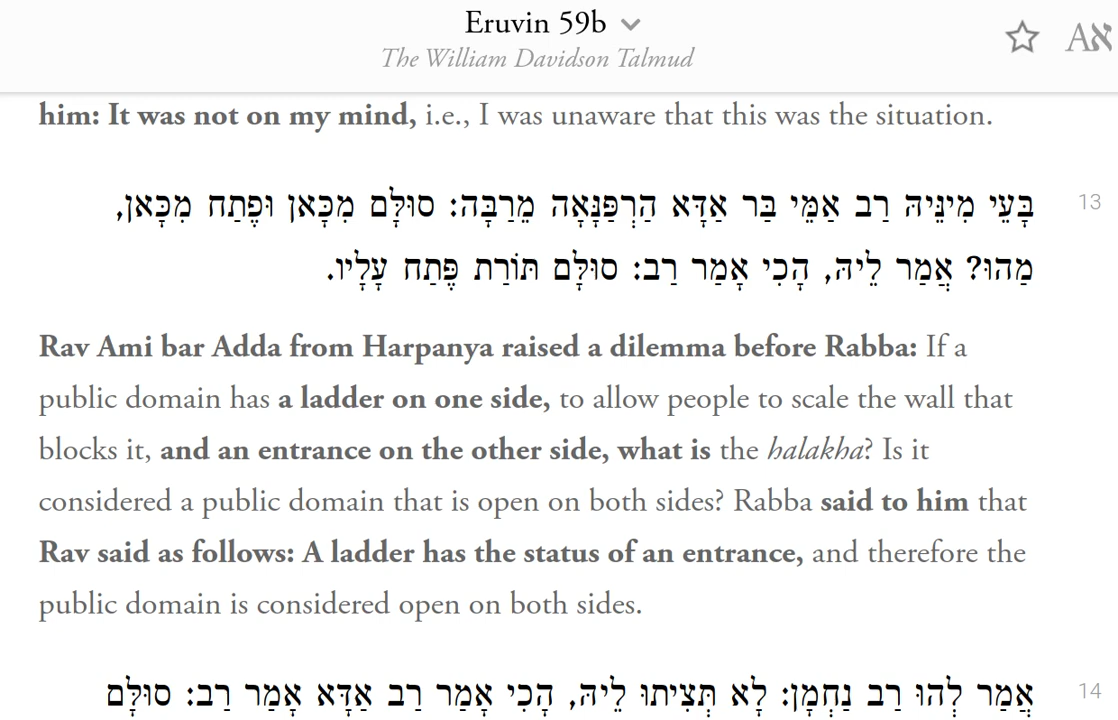 Eruvin 59b
The William Davidson Talmud
Aא
him: It was not on my mind, i.e., I was unaware that this was the situation.
13
בָּעֵי מִינֵּיהּ רַב אַמֵּי בַּר אַדָּא הַרְפַּנָּאָה מֵרַבָּה: סוּלָּם מִכָּאן וּפֶתַח מִכָּאן,
מַהוּ? אֲמַר לֵיהּ, הָכִי אָמַר רַב: סוּלָּם תּוֹרַת פֶּתַח עָלָיו.
Rav Ami bar Adda from Harpanya raised a dilemma before Rabba: If a
public domain has a ladder on one side, to allow people to scale the wall that
blocks it, and an entrance on the other side, what is the halakha? Is it
considered a public domain that is open on both sides? Rabba said to him that
Rav said as follows: A ladder has the status of an entrance, and therefore the
public domain is considered open on both sides.
14
אֲמַר לְהוּ רַב נַחְמָן: לָא תְּצִיתוּ לֵיהּ, הָכִי אָמַר רַב אַדָּא אָמַר רַב: סוּלָּם